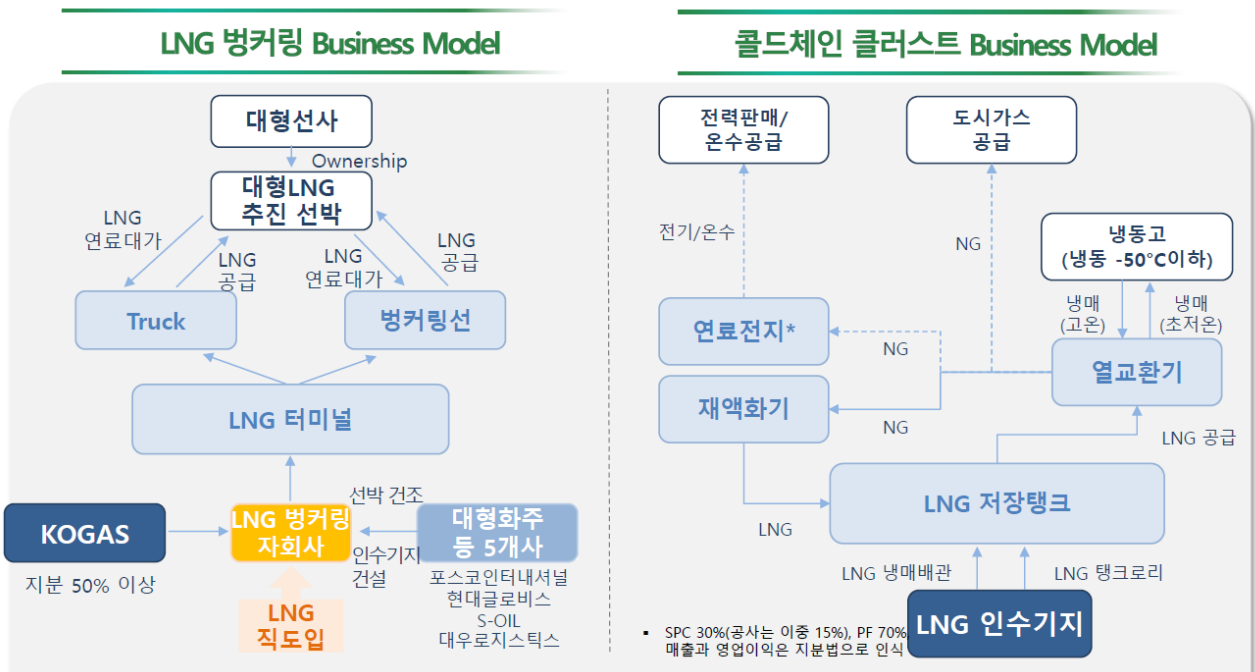 LNG 벙커링 Business Model
대형선사
Ownership
대형LNG
추진 선박
LNG
연료대가
LNG
공급
LNG
연료대가
LNG
공급
Truck
벙커링선
LNG 터미널
KOGAS
지분 50% 이상
LNG 벙커링
자회사
LNG
직도입
선박 건조
인수기지
건설
대형화주
등 5개사
포스코인터내셔널
현대글로비스
S-OIL
대우로지스틱스
콜드체인 클러스트 Business Model
전력판매/
온수공급
도시가스
공급
전기/온수
NG
냉동고
(냉동 -50°C이하)
냉매
(고온)
냉매
(초저온)
연료전지*
NG
열교환기
재액화기
NG
LNG 공급
LNG 저장탱크
LNG
LNG 냉매배관
LNG 탱크로리
LNG 인수기지
▪ SPC 30%(공사는 이중 15%), PF 70%,
매출과 영업이익은 지분법으로 인식